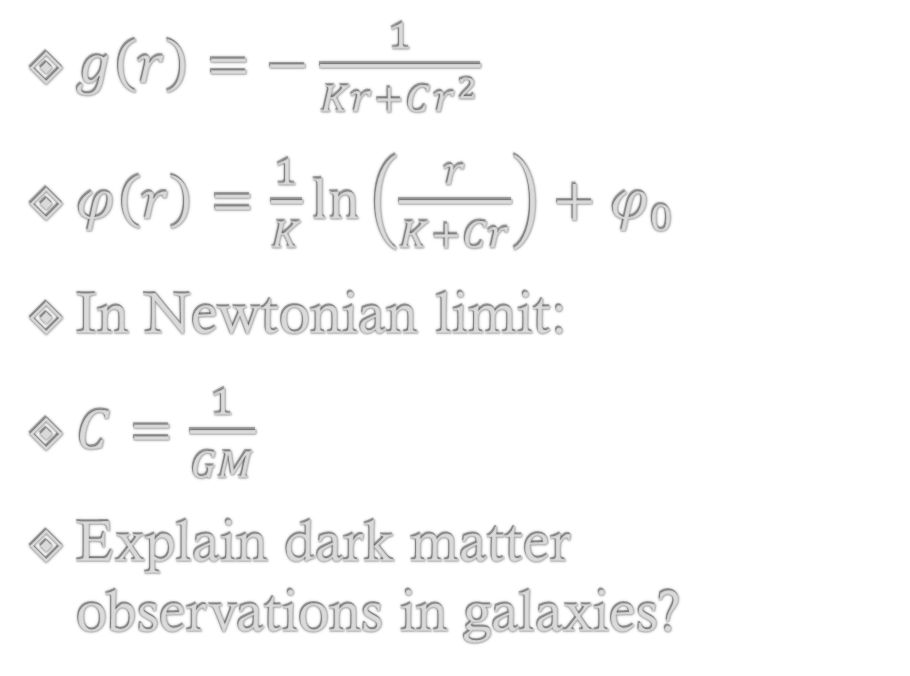 ❖ g(r) = − 1/(Kr+Cr²)
❖ φ(r) = 1/K ln(r/(K+Cr)) + φ₀
❖ In Newtonian limit:
❖ C = 1/GM
❖ Explain dark matter
observations in galaxies?